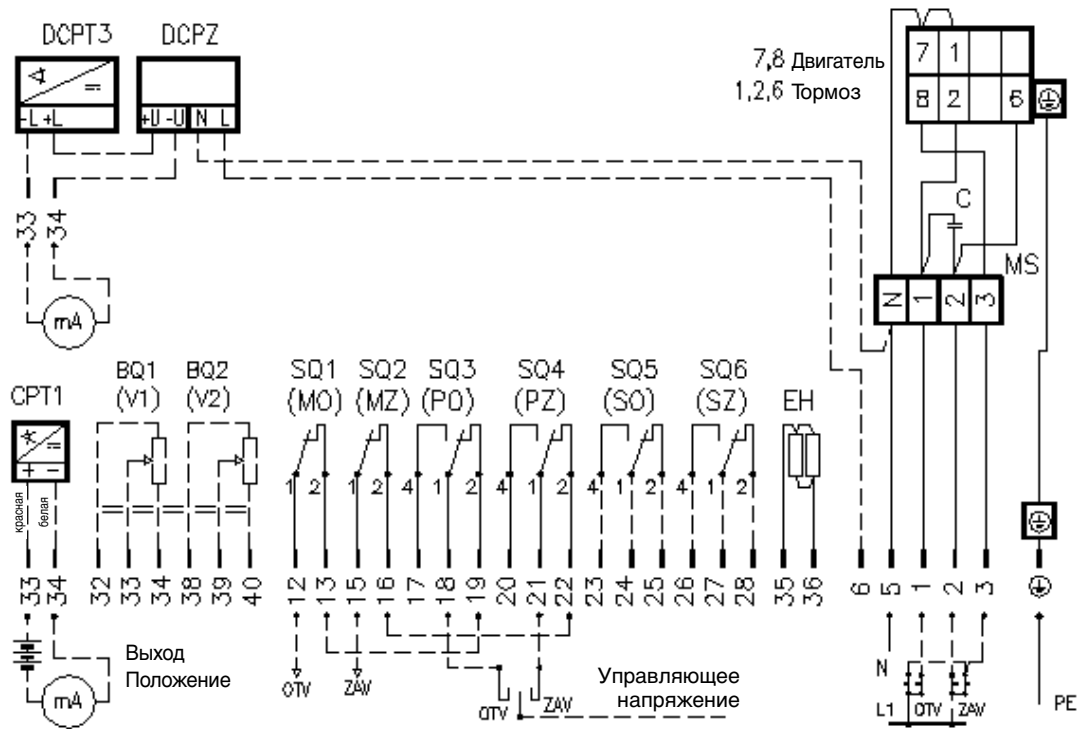 DCPT3 DCPZ
-L +L +U -U N L
7,8 Двигатель
1,2,6 Тормоз
7 1
8 2 6
C
MS
N 1 2 3
33 34
mA
CPT1
+ −
красная
белая
BQ1 (V1)
BQ2 (V2)
SQ1 (MO)
SQ2 (MZ)
SQ3 (PO)
SQ4 (PZ)
SQ5 (SO)
SQ6 (SZ)
EH
1 2 1 2 4 1 2 4 1 2 4 1 2 4 1 2
33 34 32 33 34 38 39 40 12 13 15 16 17 18 19 20 21 22 23 24 25 26 27 28 35 36 6 5 1 2 3
mA
Выход
Положение
OTV ZAV
OTV ZAV
Управляющее
напряжение
N
L1 OTV ZAV
PE